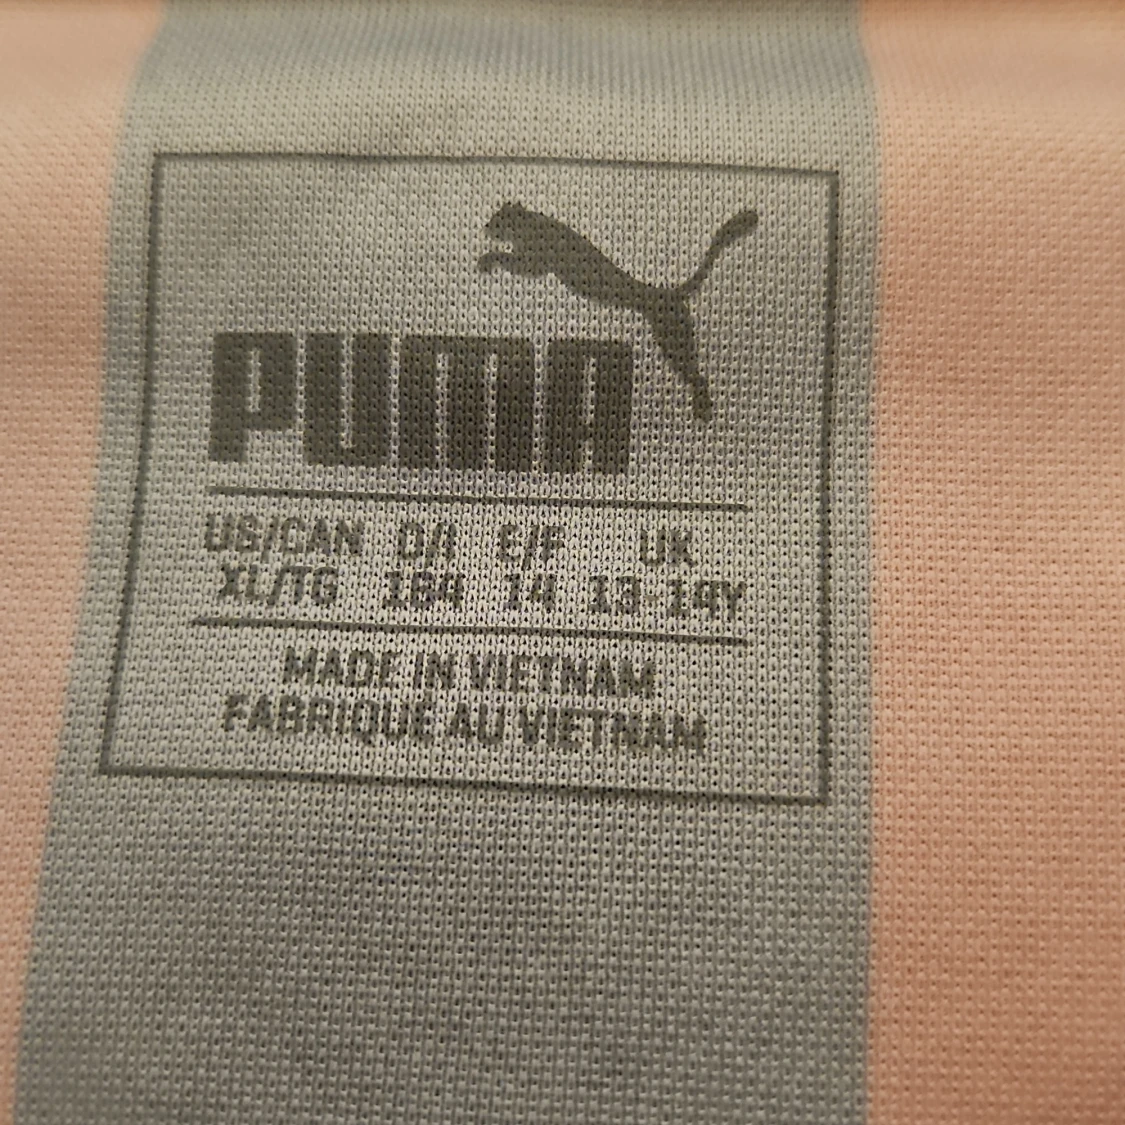 PUMA
US/CAN D/I E/F UK
XL/TG 164 14 13-14Y
MADE IN VIETNAM
FABRIQUÉ AU VIETNAM